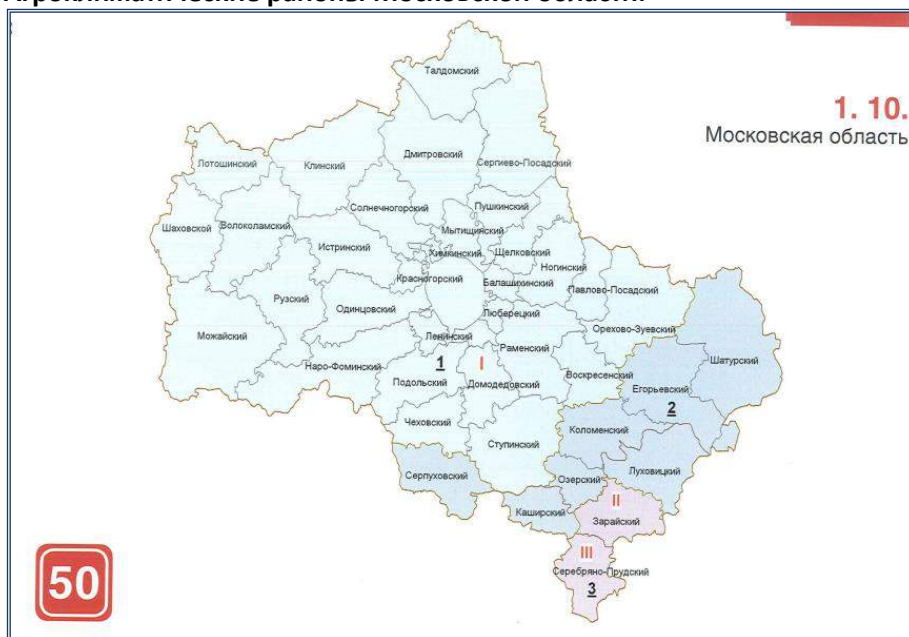 Агроклиматические районы Московской области
1. 10.
Московская область
Талдомский
Дмитровский
Сергиево-Посадский
Лотошинский
Клинский
Солнечногорский
Пушкинский
Шаховской
Волоколамский
Мытищинский
Истринский
Химкинский
Щелковский
Ногинский
Красногорский
Балашихинский
Павлово-Посадский
Рузский
Одинцовский
Люберецкий
Можайский
Ленинский
Орехово-Зуевский
Раменский
Шатурский
Наро-Фоминский
1
I
Воскресенский
Подольский
Домодедовский
Егорьевский
2
Чеховский
Коломенский
Ступинский
Серпуховский
Озерский
Луховицкий
Каширский
II
Зарайский
III
Серебряно-Прудский
3
50